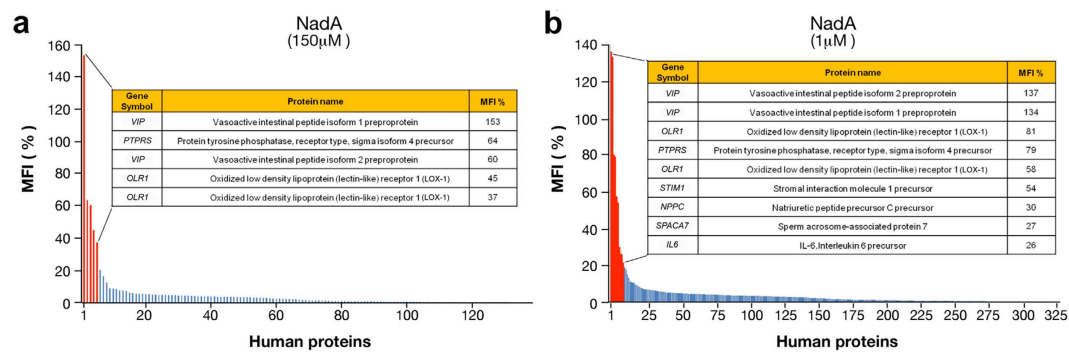 a
NadA
(150µM )
160
140
120
100
80
60
40
20
0
MFI ( % )
Gene Symbol Protein name MFI %
VIP Vasoactive intestinal peptide isoform 1 preproprotein 153
PTPRS Protein tyrosine phosphatase, receptor type, sigma isoform 4 precursor 64
VIP Vasoactive intestinal peptide isoform 2 preproprotein 60
OLR1 Oxidized low density lipoprotein (lectin-like) receptor 1 (LOX-1) 45
OLR1 Oxidized low density lipoprotein (lectin-like) receptor 1 (LOX-1) 37
1 20 40 60 80 100 120
Human proteins
b
NadA
(1µM )
140
120
100
80
60
40
20
0
MFI ( % )
Gene Symbol Protein name MFI %
VIP Vasoactive intestinal peptide isoform 2 preproprotein 137
VIP Vasoactive intestinal peptide isoform 1 preproprotein 134
OLR1 Oxidized low density lipoprotein (lectin-like) receptor 1 (LOX-1) 81
PTPRS Protein tyrosine phosphatase, receptor type, sigma isoform 4 precursor 79
OLR1 Oxidized low density lipoprotein (lectin-like) receptor 1 (LOX-1) 58
STIM1 Stromal interaction molecule 1 precursor 54
NPPC Natriuretic peptide precursor C precursor 30
SPACA7 Sperm acrosome-associated protein 7 27
IL6 IL-6,Interleukin 6 precursor 26
1 25 50 75 100 125 150 175 200 225 250 275 300 325
Human proteins